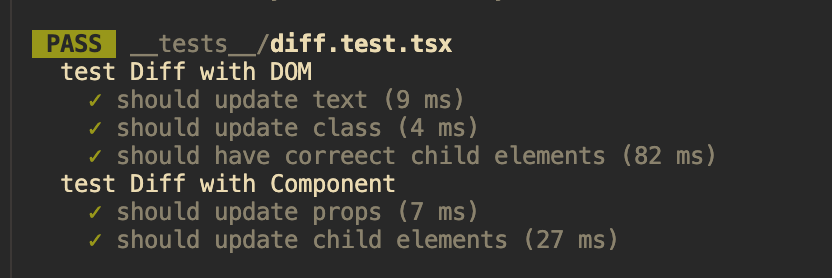 PASS __tests__/diff.test.tsx
test Diff with DOM
✓ should update text (9 ms)
✓ should update class (4 ms)
✓ should have correect child elements (82 ms)
test Diff with Component
✓ should update props (7 ms)
✓ should update child elements (27 ms)